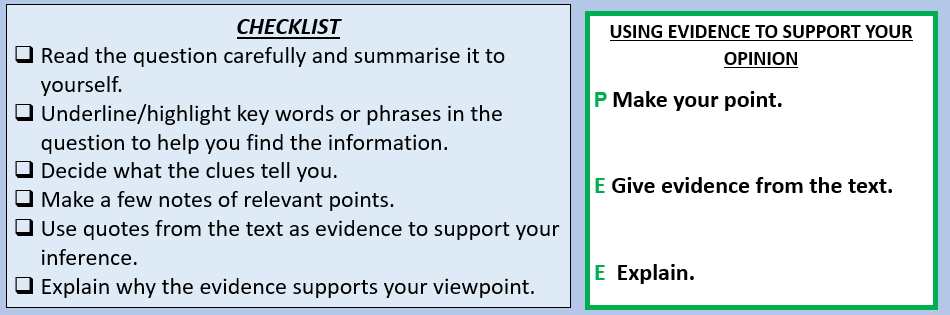 CHECKLIST
❑ Read the question carefully and summarise it to
yourself.
❑ Underline/highlight key words or phrases in the
question to help you find the information.
❑ Decide what the clues tell you.
❑ Make a few notes of relevant points.
❑ Use quotes from the text as evidence to support your
inference.
❑ Explain why the evidence supports your viewpoint.
USING EVIDENCE TO SUPPORT YOUR
OPINION
P Make your point.
E Give evidence from the text.
E Explain.